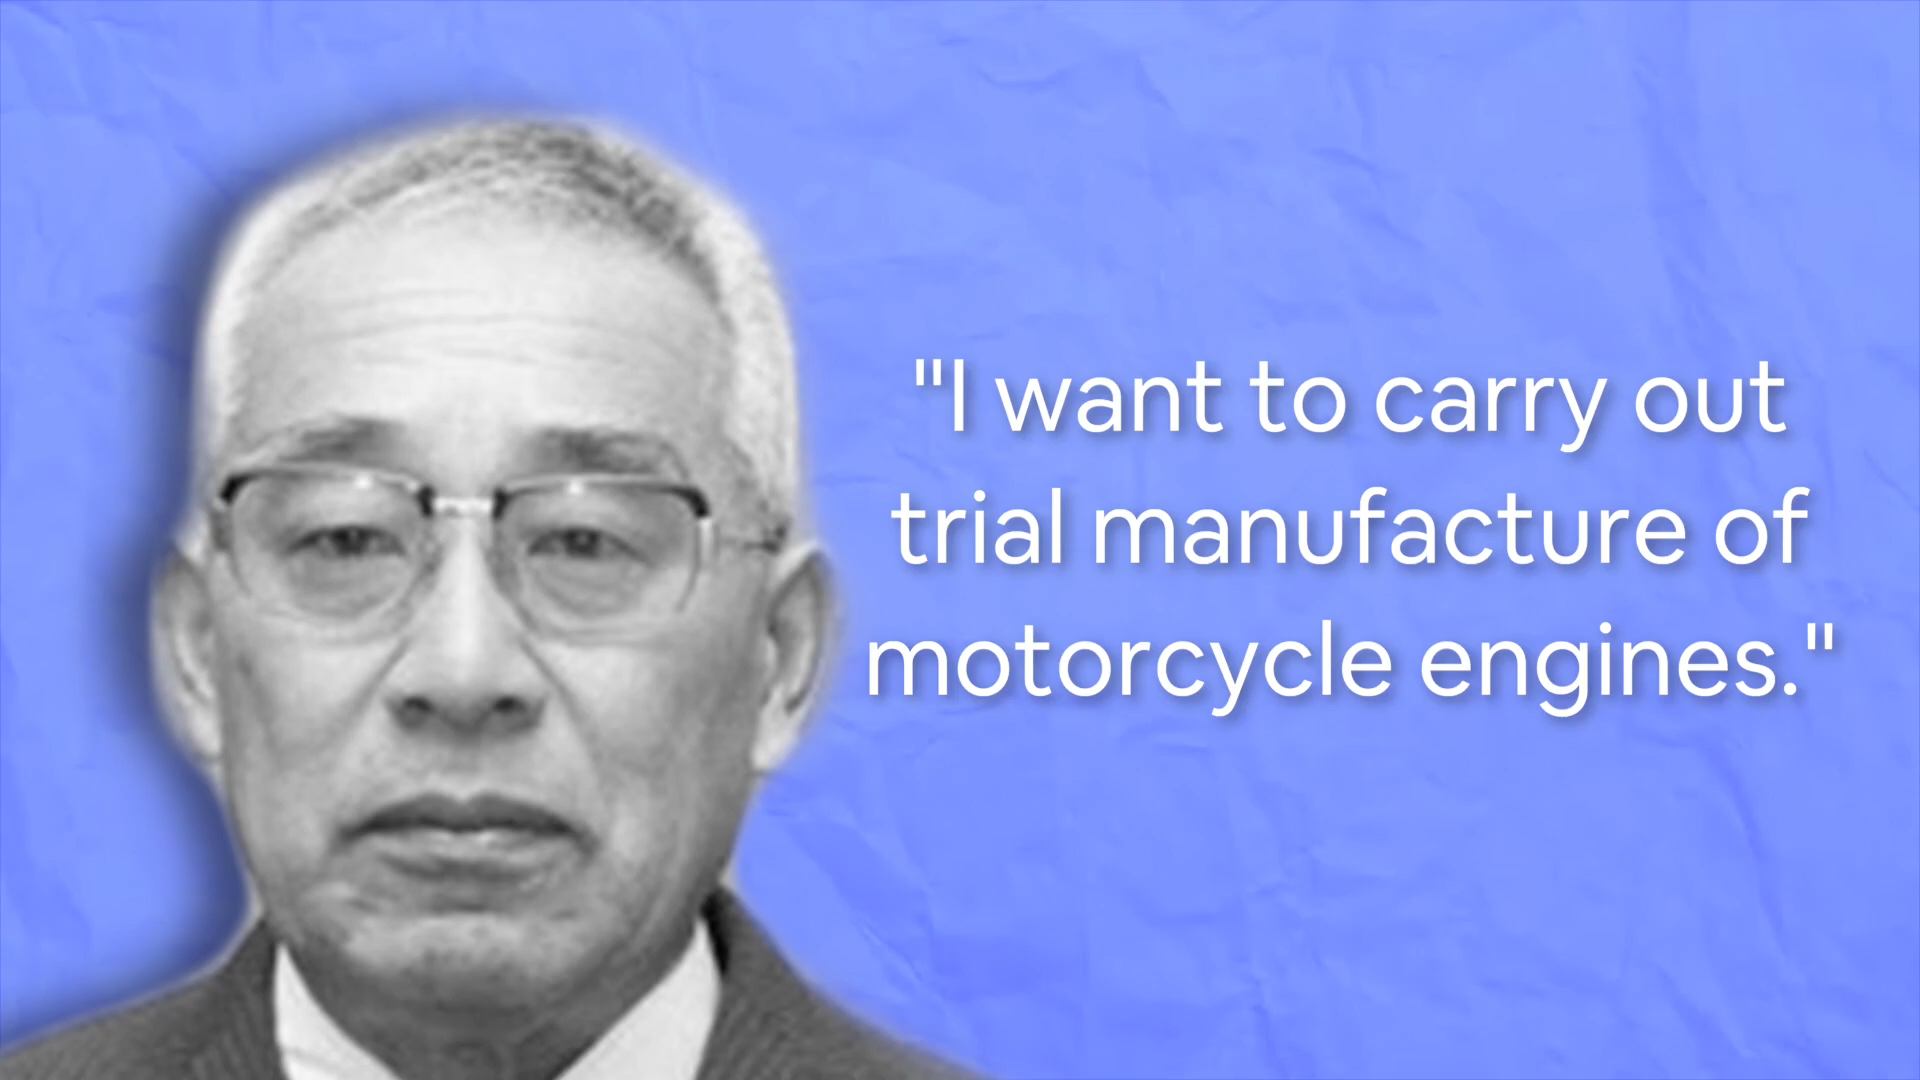 "I want to carry out
trial manufacture of
motorcycle engines."